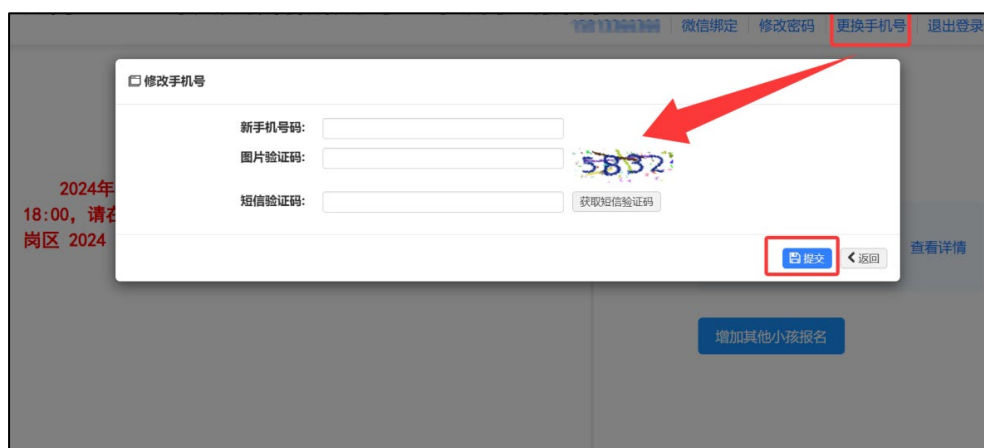 微信绑定 修改密码 更换手机号 退出登录
修改手机号
新手机号码:
图片验证码:
5832
短信验证码: 获取短信验证码
2024年
18:00，请在
岗区 2024
提交 返回
查看详情
增加其他小孩报名